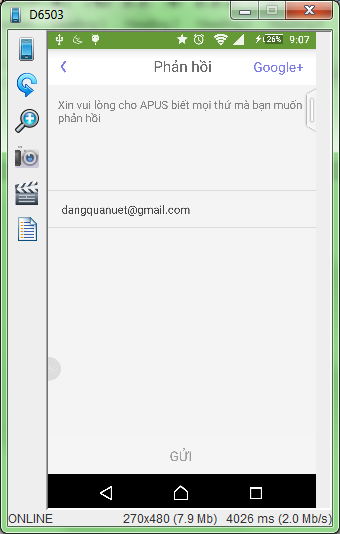 D6503
26% 9:07
Phản hồi Google+
Xin vui lòng cho APUS biết mọi thứ mà bạn muốn
phản hồi
dangquanuet@gmail.com
GỬI
ONLINE 270x480 (7.9 Mb) 4026 ms (2.0 Mb/s)